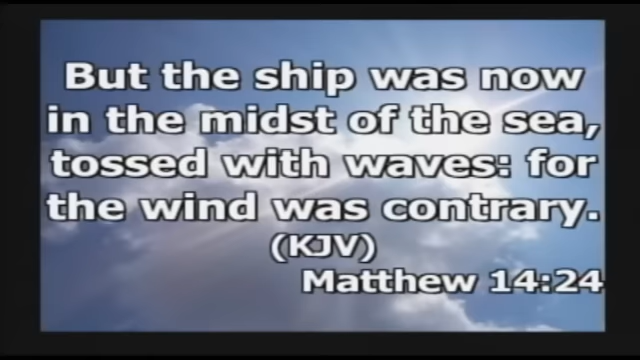 But the ship was now
in the midst of the sea,
tossed with waves: for
the wind was contrary.
(KJV)
Matthew 14:24